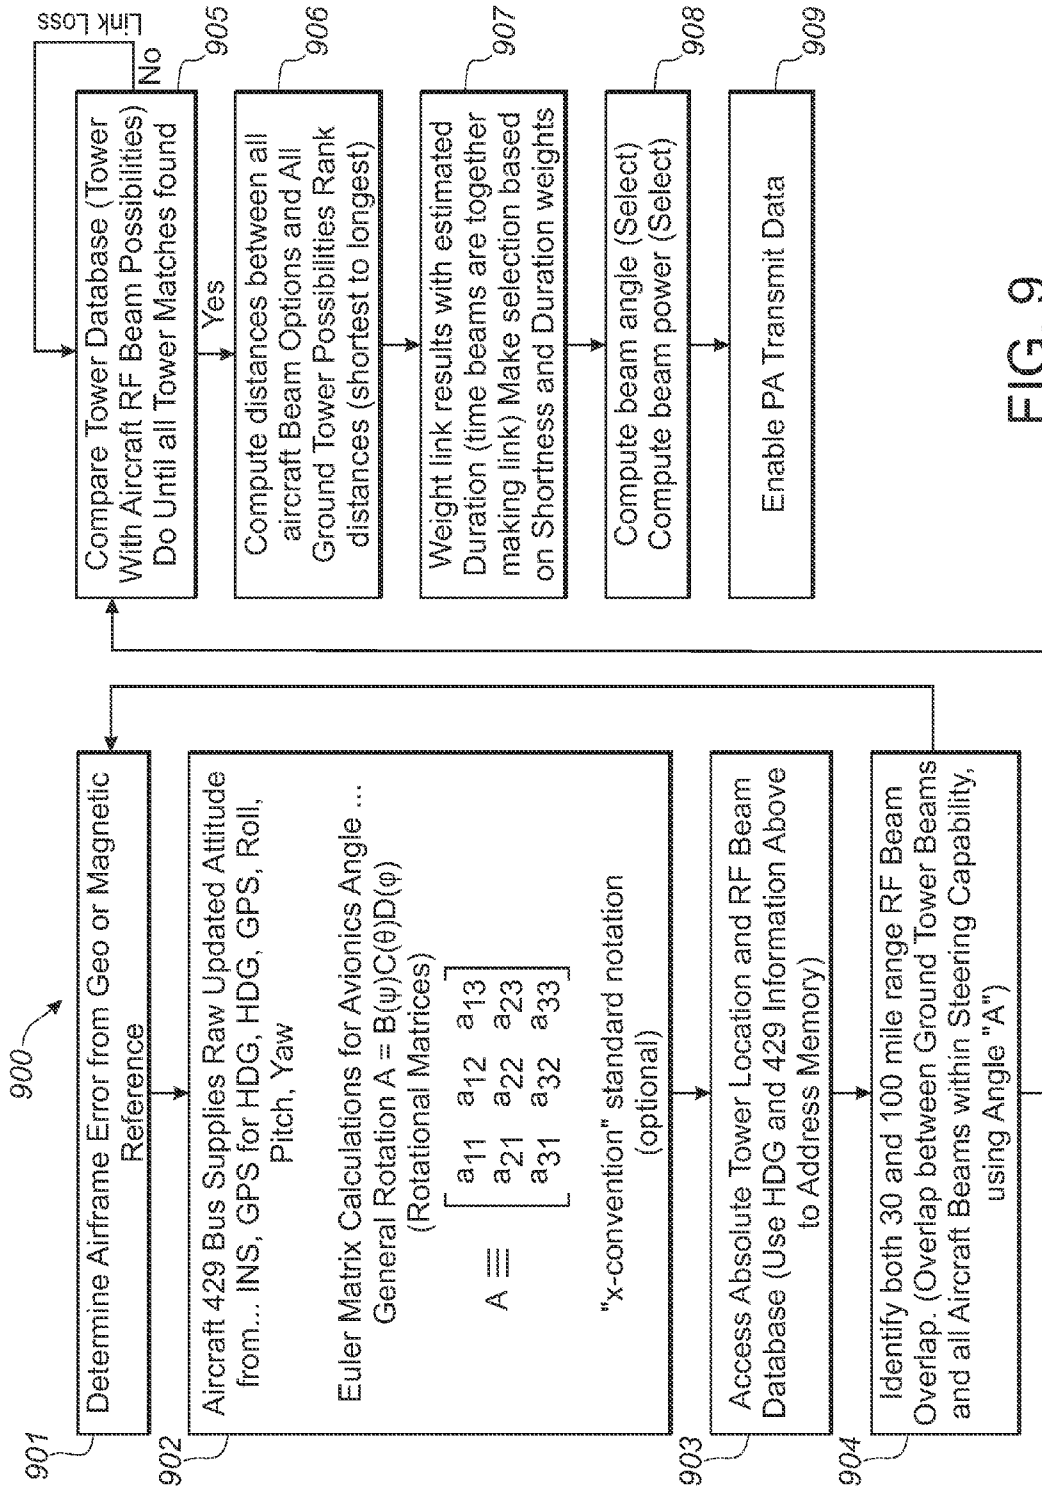 900
901
Determine Airframe Error from Geo or Magnetic
Reference
902
Aircraft 429 Bus Supplies Raw Updated Attitude
from... INS, GPS for HDG, HDG, GPS, Roll,
Pitch, Yaw
Euler Matrix Calculations for Avionics Angle ...
General Rotation A = B(ψ)C(θ)D(φ)
(Rotational Matrices)
a11 a12 a13
A ≡ a21 a22 a23
a31 a32 a33
"x-convention" standard notation
(optional)
903
Access Absolute Tower Location and RF Beam
Database (Use HDG and 429 Information Above
to Address Memory)
904
Identify both 30 and 100 mile range RF Beam
Overlap. (Overlap between Ground Tower Beams
and all Aircraft Beams within Steering Capability,
using Angle "A")
Link Loss
No
905
Compare Tower Database (Tower
With Aircraft RF Beam Possibilities)
Do Until all Tower Matches found
Yes
906
Compute distances between all
aircraft Beam Options and All
Ground Tower Possibilities Rank
distances (shortest to longest)
907
Weight link results with estimated
Duration (time beams are together
making link) Make selection based
on Shortness and Duration weights
908
Compute beam angle (Select)
Compute beam power (Select)
909
Enable PA Transmit Data
FIG. 9